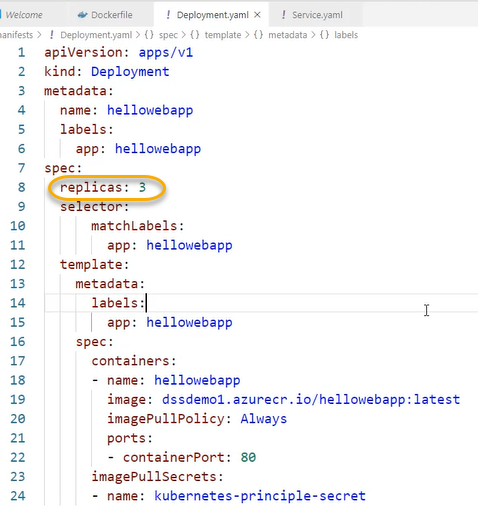 Welcome Dockerfile ! Deployment.yaml × ! Service.yaml
manifests > ! Deployment.yaml > {} spec > {} template > {} metadata > {} labels
1 apiVersion: apps/v1
2 kind: Deployment
3 metadata:
4 name: hellowebapp
5 labels:
6 app: hellowebapp
7 spec:
8 replicas: 3
9 selector:
10 matchLabels:
11 app: hellowebapp
12 template:
13 metadata:
14 labels:
15 app: hellowebapp
16 spec:
17 containers:
18 - name: hellowebapp
19 image: dssdemo1.azurecr.io/hellowebapp:latest
20 imagePullPolicy: Always
21 ports:
22 - containerPort: 80
23 imagePullSecrets:
24 - name: kubernetes-principle-secret